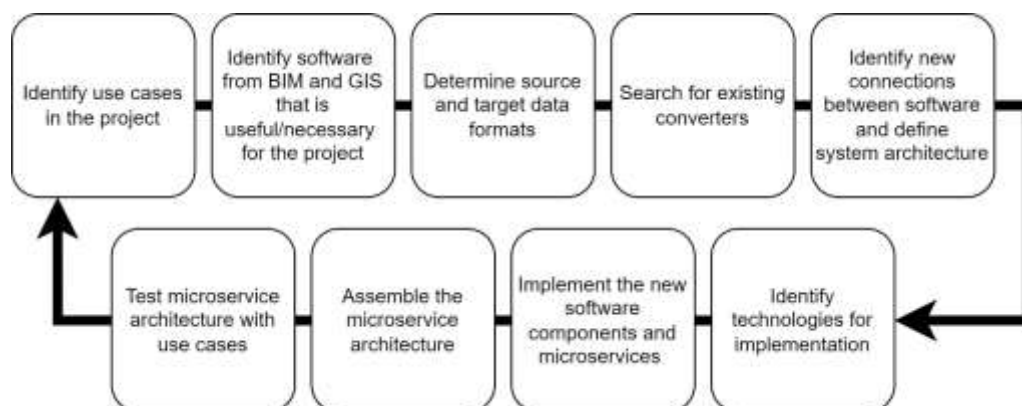 Identify use cases
in the project
Identify software
from BIM and GIS
that is
useful/necessary
for the project
Determine source
and target data
formats
Search for existing
converters
Identify new
connections
between software
and define
system architecture
Test microservice
architecture with
use cases
Assemble the
microservice
architecture
Implement the new
software
components and
microservices
Identify
technologies for
implementation